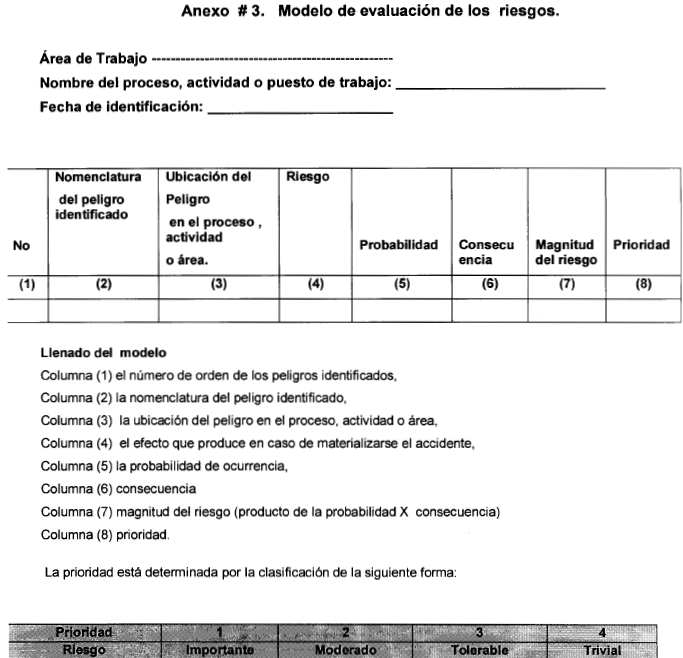 Anexo # 3. Modelo de evaluación de los riesgos.
Área de Trabajo --------------------------------------------------
Nombre del proceso, actividad o puesto de trabajo: ____________________________
Fecha de identificación: _________________________
No
Nomenclatura
del peligro
identificado
Ubicación del
Peligro
en el proceso ,
actividad
o área.
Riesgo
Probabilidad
Consecu
encia
Magnitud
del riesgo
Prioridad
(1) (2) (3) (4) (5) (6) (7) (8)
Llenado del modelo
Columna (1) el número de orden de los peligros identificados,
Columna (2) la nomenclatura del peligro identificado,
Columna (3) la ubicación del peligro en el proceso, actividad o área,
Columna (4) el efecto que produce en caso de materializarse el accidente,
Columna (5) la probabilidad de ocurrencia,
Columna (6) consecuencia
Columna (7) magnitud del riesgo (producto de la probabilidad X consecuencia)
Columna (8) prioridad.
La prioridad está determinada por la clasificación de la siguiente forma:
Prioridad 1 2 3 4
Riesgo Importante Moderado Tolerable Trivial